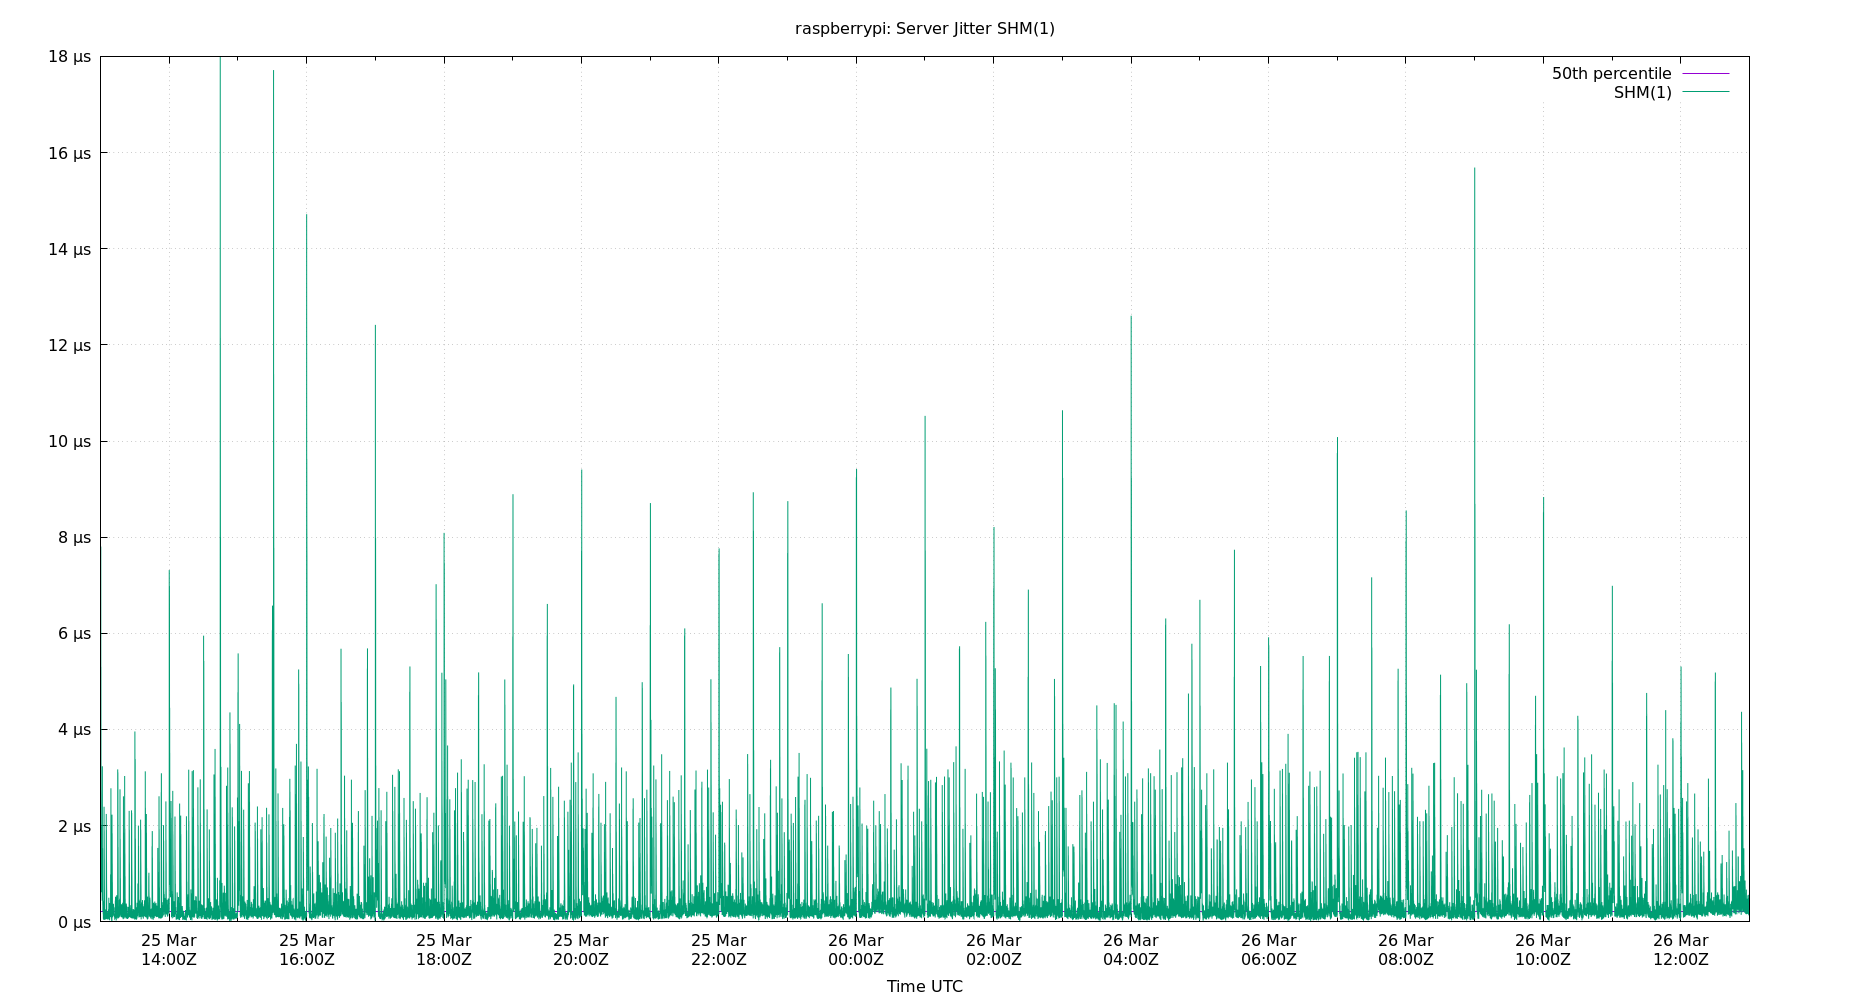 raspberrypi: Server Jitter SHM(1)
18 µs
16 µs
14 µs
12 µs
10 µs
8 µs
6 µs
4 µs
2 µs
0 µs
50th percentile
SHM(1)
25 Mar 25 Mar 25 Mar 25 Mar 25 Mar 26 Mar 26 Mar 26 Mar 26 Mar 26 Mar 26 Mar 26 Mar
14:00Z 16:00Z 18:00Z 20:00Z 22:00Z 00:00Z 02:00Z 04:00Z 06:00Z 08:00Z 10:00Z 12:00Z
Time UTC